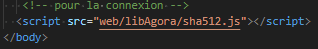 <!-- pour la connexion -->
<script src="web/libAgora/sha512.js"></script>
</body>